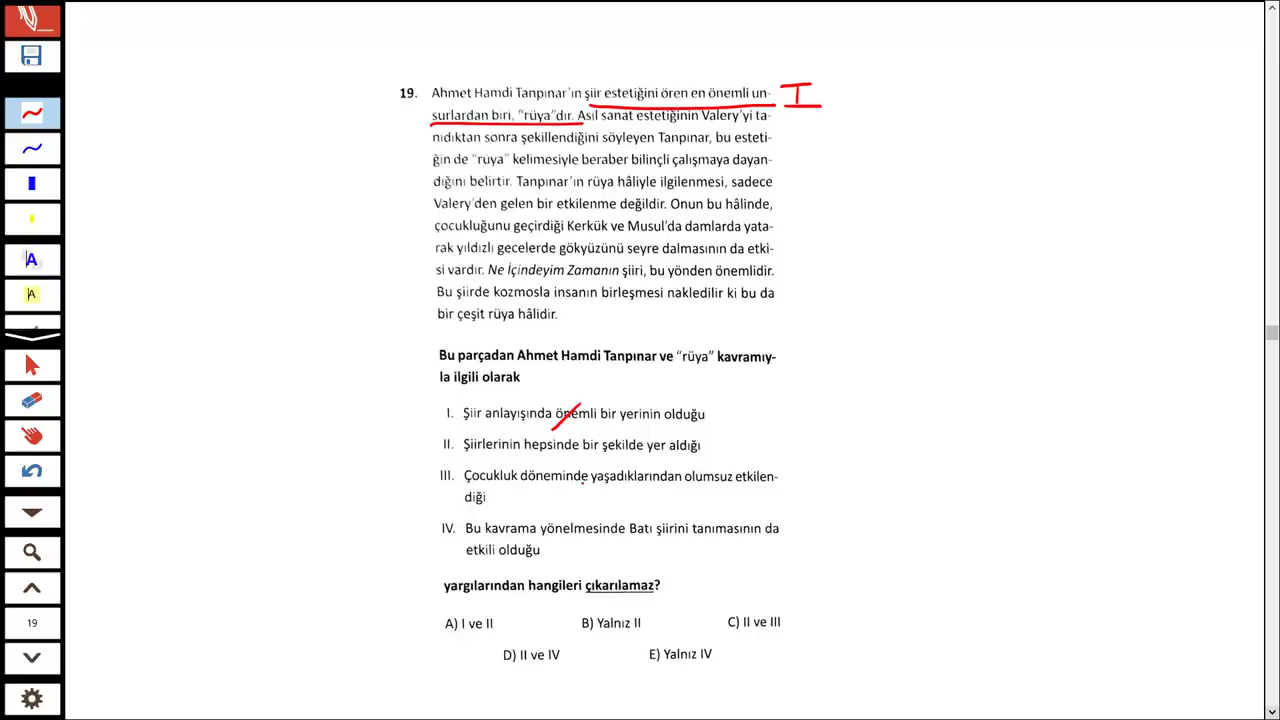 19. Ahmet Hamdi Tanpınar'ın şiir estetiğini ören en önemli un-
surlardan biri, "rüya"dır. Asıl sanat estetiğinin Valery'yi ta-
nıdıktan sonra şekillendiğini söyleyen Tanpınar, bu esteti-
ğin de "rüya" kelimesiyle beraber bilinçli çalışmaya dayan-
dığını belirtir. Tanpınar'ın rüya hâliyle ilgilenmesi, sadece
Valery'den gelen bir etkilenme değildir. Onun bu hâlinde,
çocukluğunu geçirdiği Kerkük ve Musul'da damlarda yata-
rak yıldızlı gecelerde gökyüzünü seyre dalmasının da etki-
si vardır. Ne İçindeyim Zamanın şiiri, bu yönden önemlidir.
Bu şiirde kozmosla insanın birleşmesi nakledilir ki bu da
bir çeşit rüya hâlidir.
I
Bu parçadan Ahmet Hamdi Tanpınar ve "rüya" kavramıy-
la ilgili olarak
I. Şiir anlayışında önemli bir yerinin olduğu
II. Şiirlerinin hepsinde bir şekilde yer aldığı
III. Çocukluk döneminde yaşadıklarından olumsuz etkilen-
diği
IV. Bu kavrama yönelmesinde Batı şiirini tanımasının da
etkili olduğu
yargılarından hangileri çıkarılamaz?
A) I ve II B) Yalnız II C) II ve III
D) II ve IV E) Yalnız IV
A
A
19